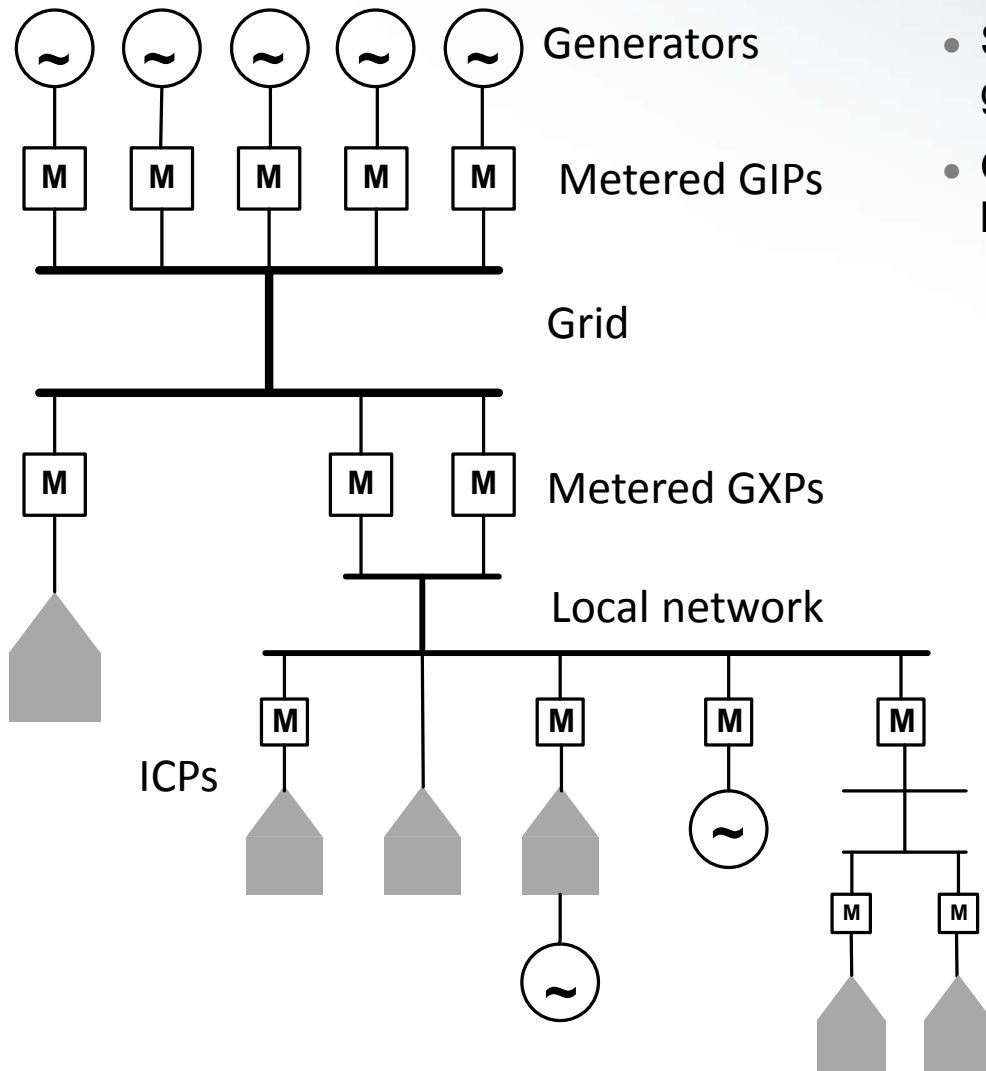 ~ ~ ~ ~ ~ Generators
M M M M M Metered GIPs
Grid
M M M Metered GXPs
Local network
M M M M
ICPs
~
M M
~